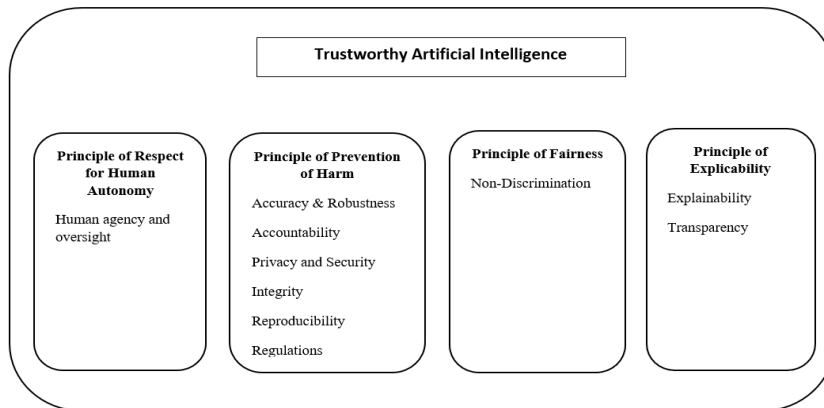 Trustworthy Artificial Intelligence
Principle of Respect
for Human
Autonomy
Human agency and
oversight
Principle of Prevention
of Harm
Accuracy & Robustness
Accountability
Privacy and Security
Integrity
Reproducibility
Regulations
Principle of Fairness
Non-Discrimination
Principle of
Explicability
Explainability
Transparency